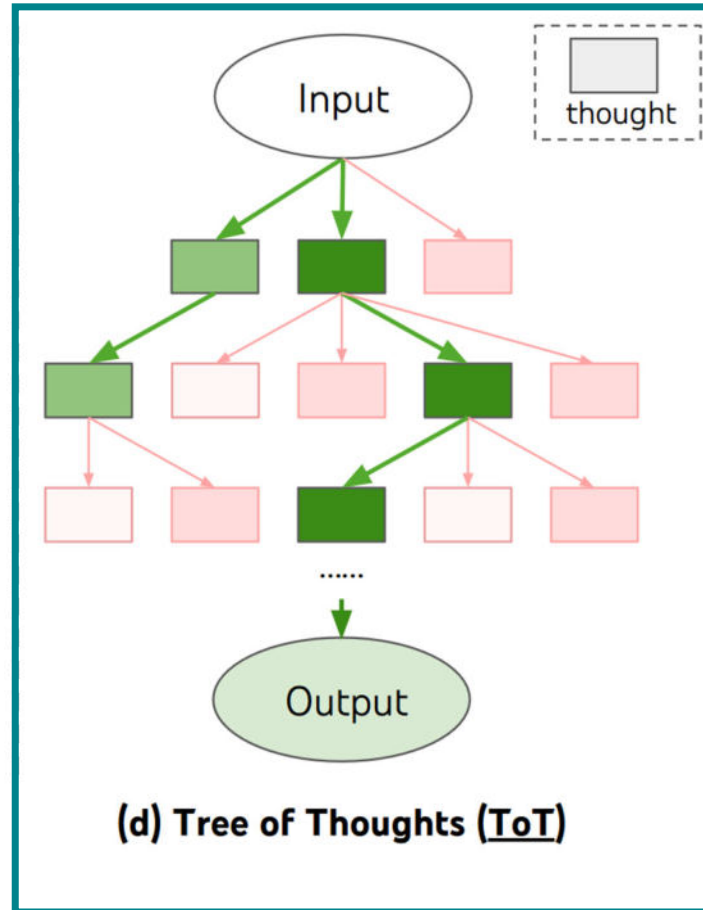 Input
thought
......
Output
(d) Tree of Thoughts (ToT)